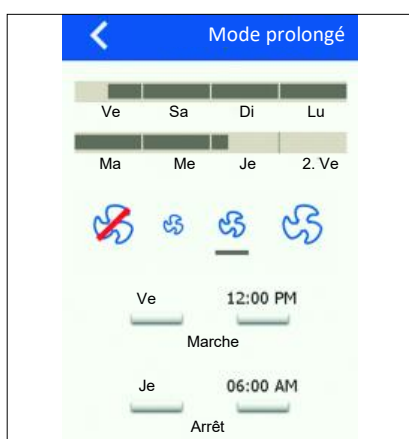 Mode prolongé
Ve Sa Di Lu
Ma Me Je 2. Ve
Ve 12:00 PM
Marche
Je 06:00 AM
Arrêt